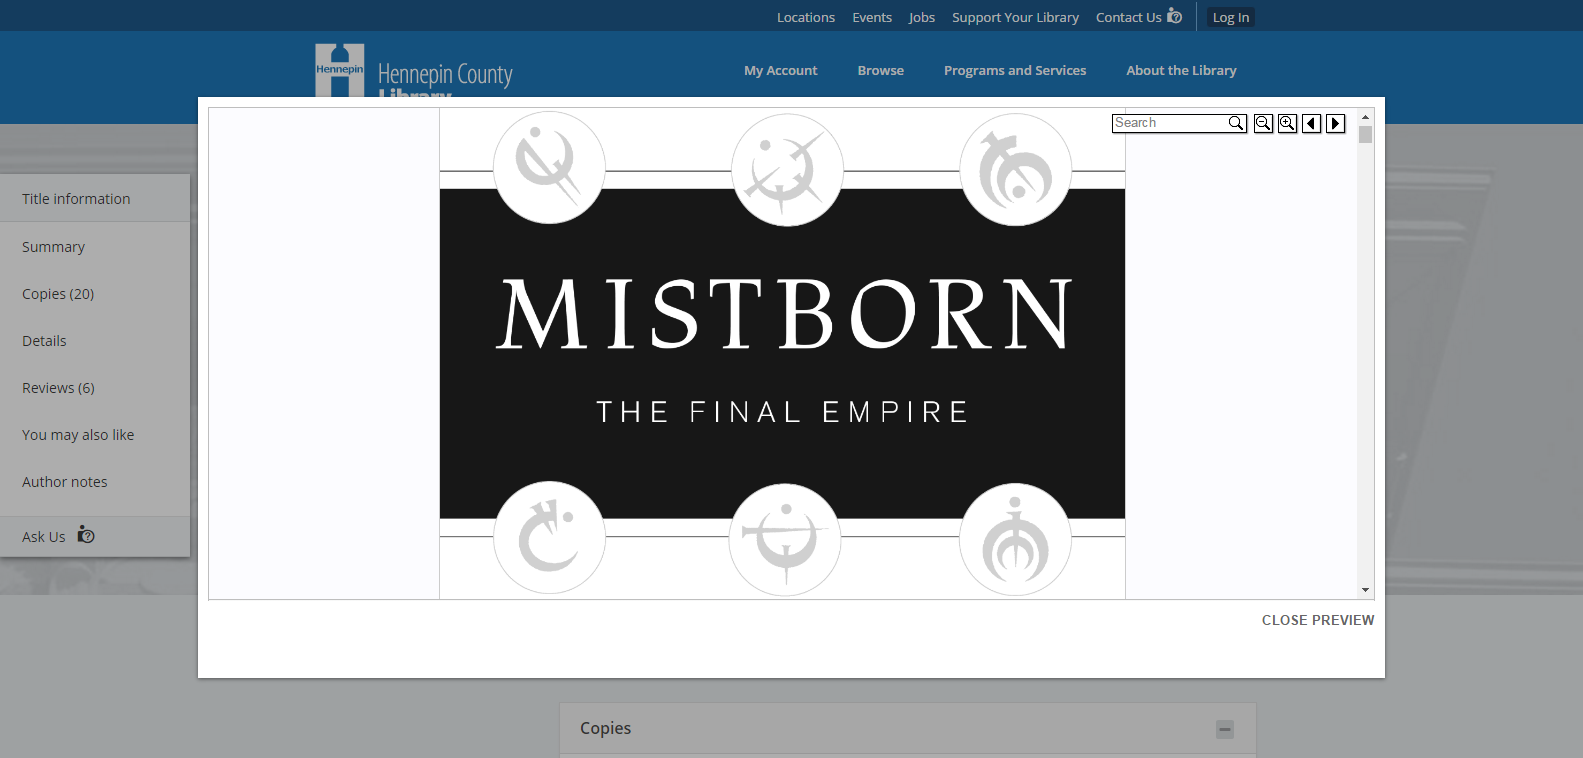 Locations Events Jobs Support Your Library Contact Us Log In
Hennepin
Hennepin County
Library
My Account Browse Programs and Services About the Library
Search
Title information
Summary
Copies (20)
Details
Reviews (6)
You may also like
Author notes
Ask Us
MISTBORN
THE FINAL EMPIRE
CLOSE PREVIEW
Copies